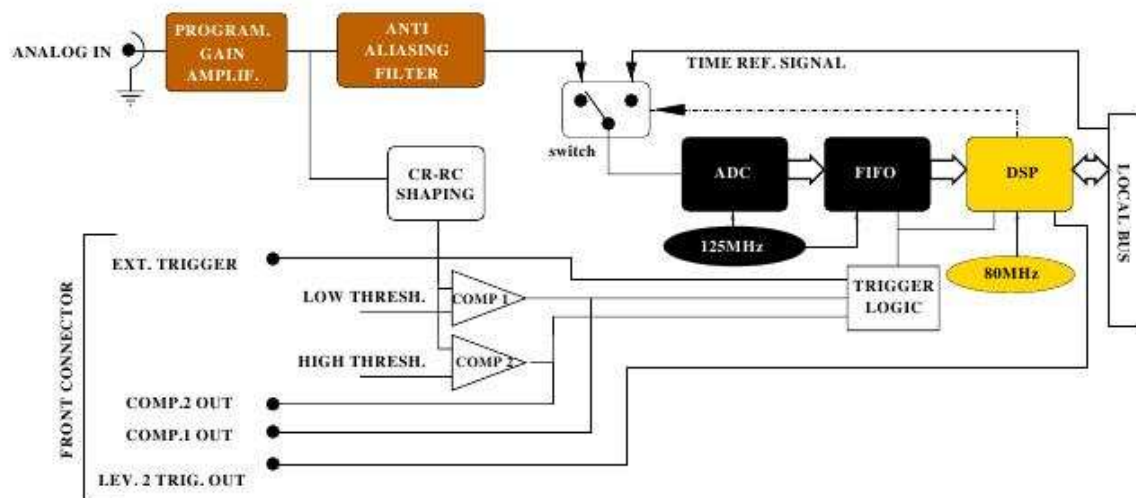 ANALOG IN
PROGRAM.
GAIN
AMPLIF.
ANTI
ALIASING
FILTER
TIME REF. SIGNAL
switch
CR-RC
SHAPING
ADC
FIFO
DSP
LOCAL BUS
125MHz
80MHz
FRONT CONNECTOR
EXT. TRIGGER
LOW THRESH.
COMP 1
TRIGGER
LOGIC
HIGH THRESH.
COMP 2
COMP.2 OUT
COMP.1 OUT
LEV. 2 TRIG. OUT